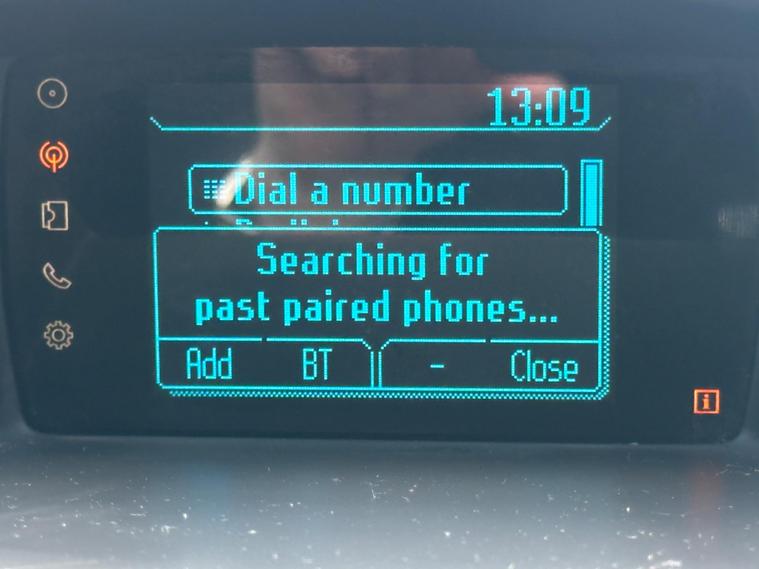 13:09
Dial a number
Searching for
past paired phones...
Add BT - Close
i